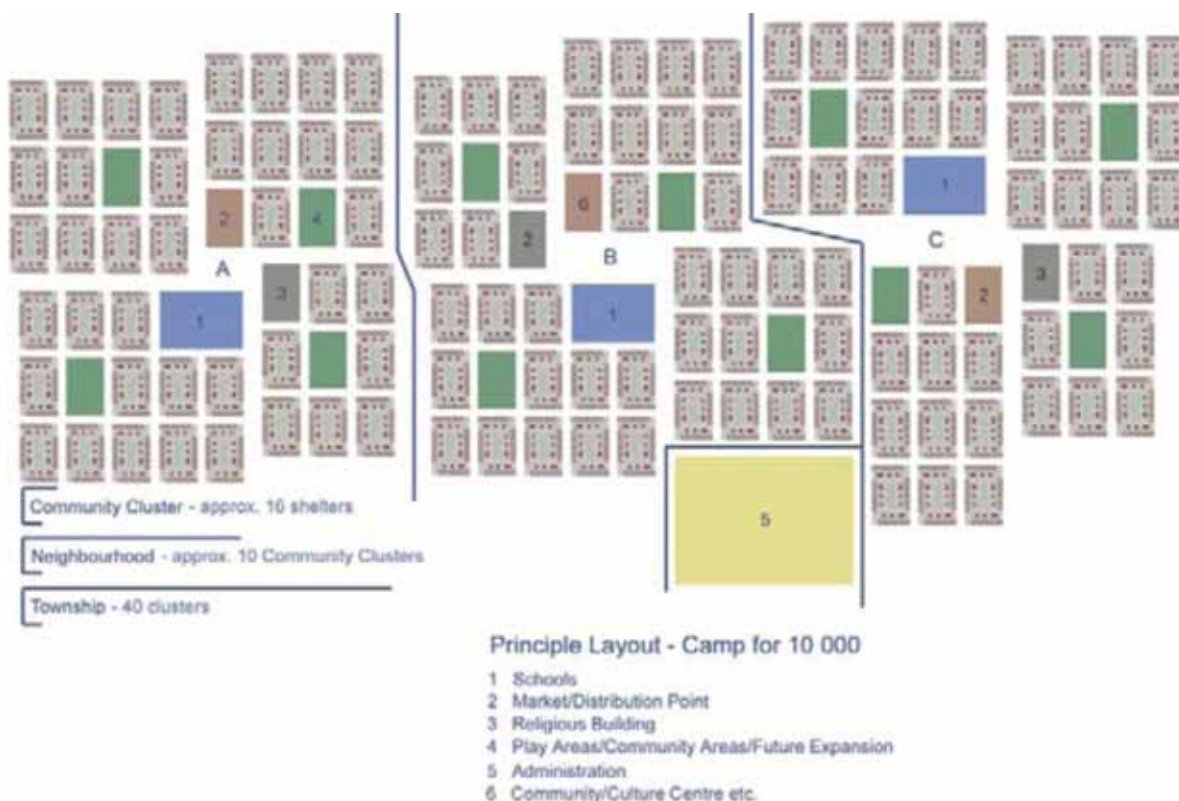 1
6
2
4
2
A
B
C
3
2
3
1
1
5
Community Cluster - approx. 16 shelters
Neighbourhood - approx. 10 Community Clusters
Township - 40 clusters
Principle Layout - Camp for 10 000
1 Schools
2 Market/Distribution Point
3 Religious Building
4 Play Areas/Community Areas/Future Expansion
5 Administration
6 Community/Culture Centre etc.